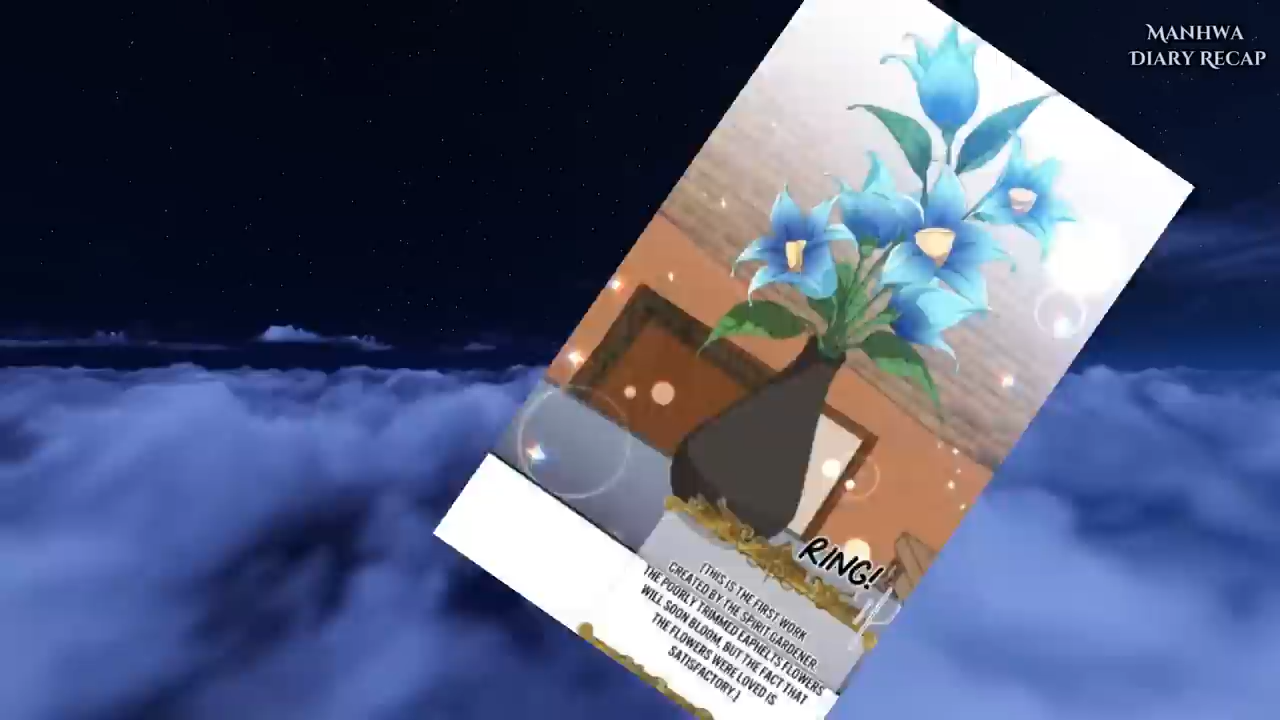 MANHWA
DIARY RECAP
RING!
[THIS IS THE FIRST WORK
CREATED BY THE SPIRIT GARDENER.
THE POORLY TRIMMED EAPHELTS FLOWERS
WILL SOON BLOOM, BUT THE FACT THAT
THE FLOWERS WERE LOVED IS
SATISFACTORY.]